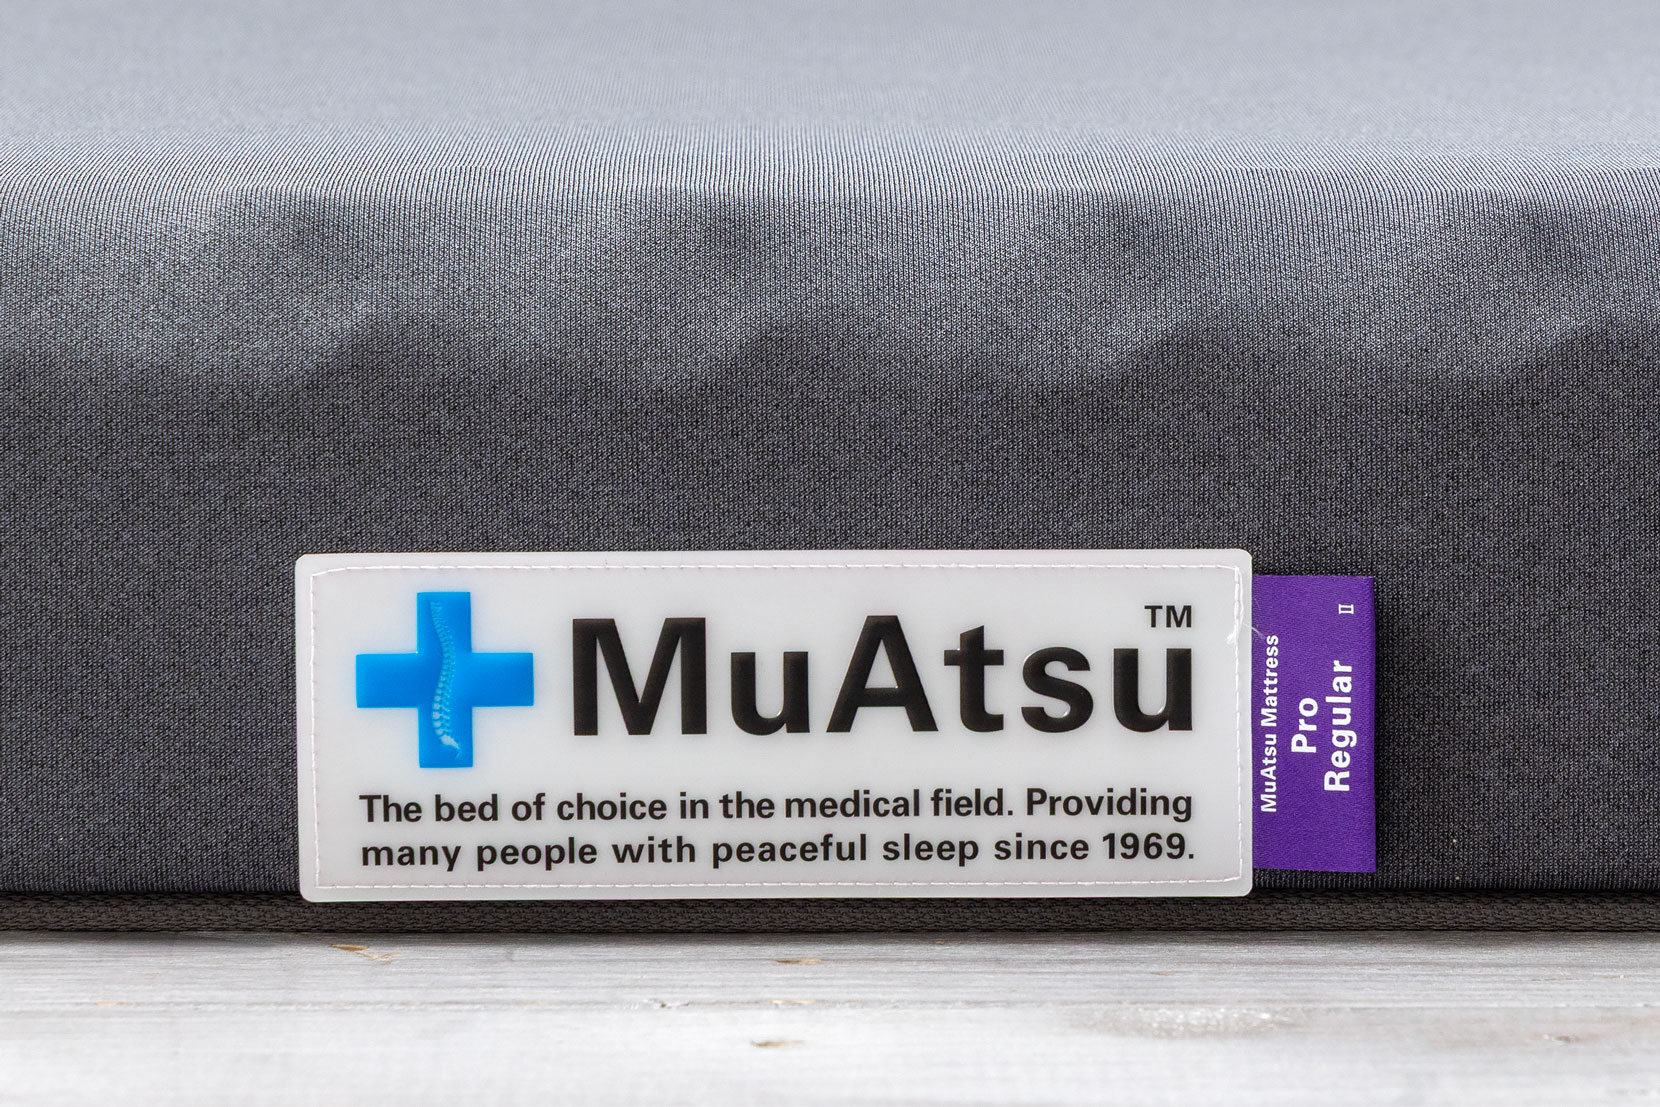 MuAtsu™
The bed of choice in the medical field. Providing
many people with peaceful sleep since 1969.
MuAtsu Mattress
Pro
Regular
II